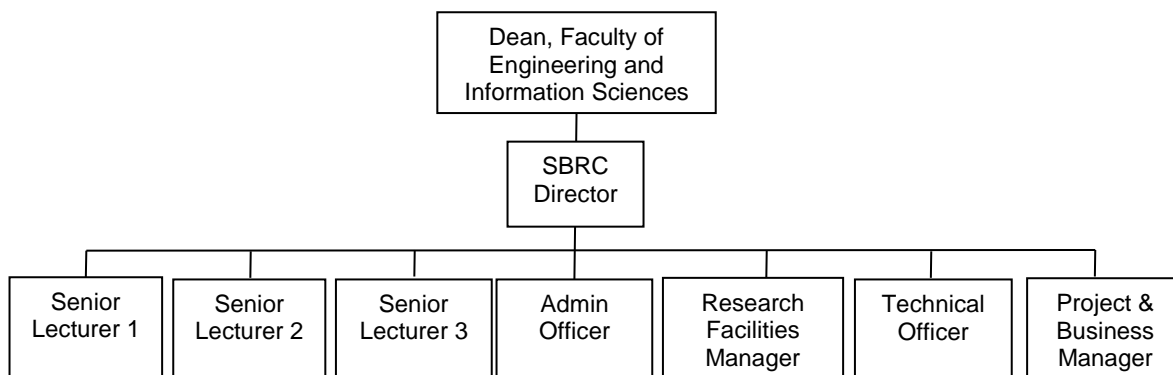 Dean, Faculty of
Engineering and
Information Sciences
SBRC
Director
Senior
Lecturer 1
Senior
Lecturer 2
Senior
Lecturer 3
Admin
Officer
Research
Facilities
Manager
Technical
Officer
Project &
Business
Manager